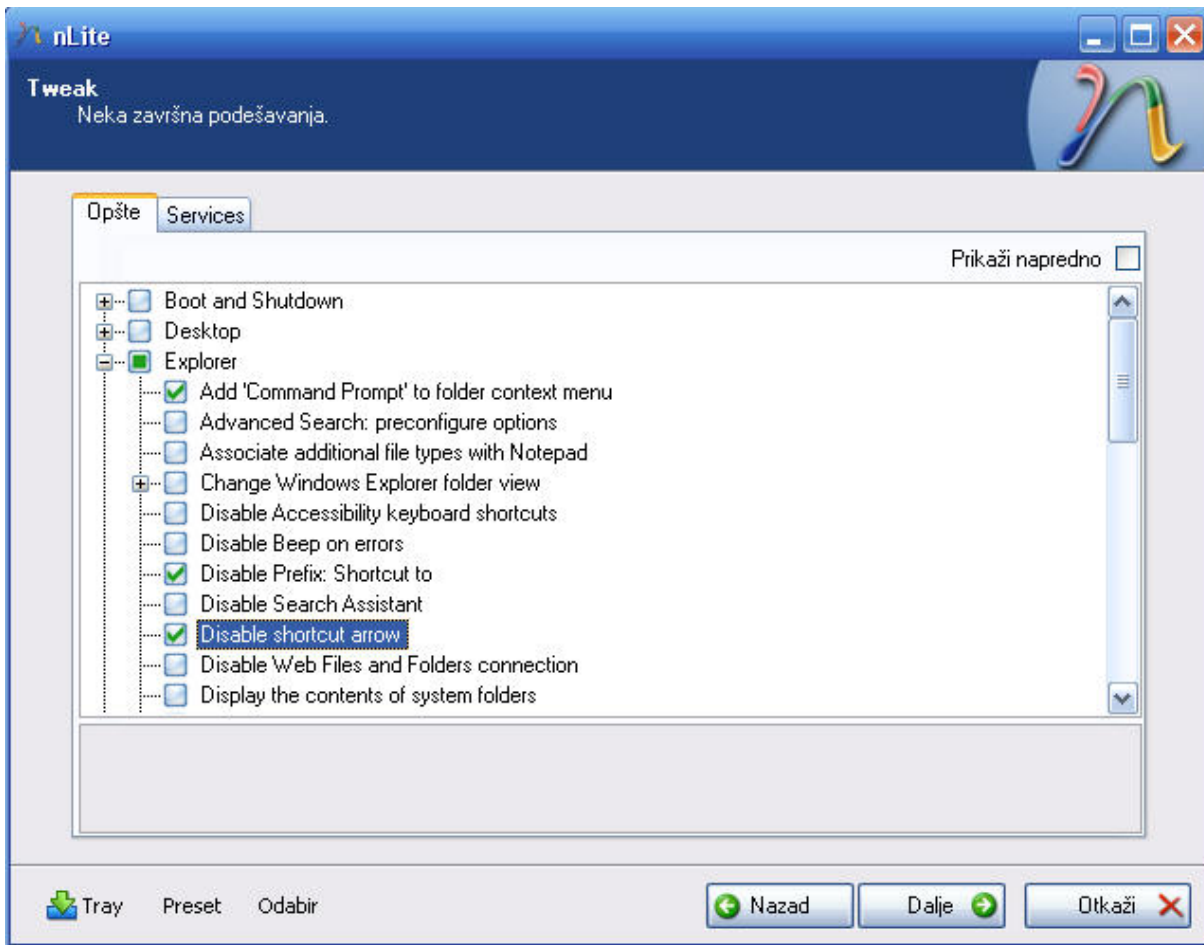 nLite
Tweak
Neka završna podešavanja.
Opšte
Services
Prikaži napredno
Boot and Shutdown
Desktop
Explorer
Add 'Command Prompt' to folder context menu
Advanced Search: preconfigure options
Associate additional file types with Notepad
Change Windows Explorer folder view
Disable Accessibility keyboard shortcuts
Disable Beep on errors
Disable Prefix: Shortcut to
Disable Search Assistant
Disable shortcut arrow
Disable Web Files and Folders connection
Display the contents of system folders
Tray Preset Odabir Nazad Dalje Otkaži